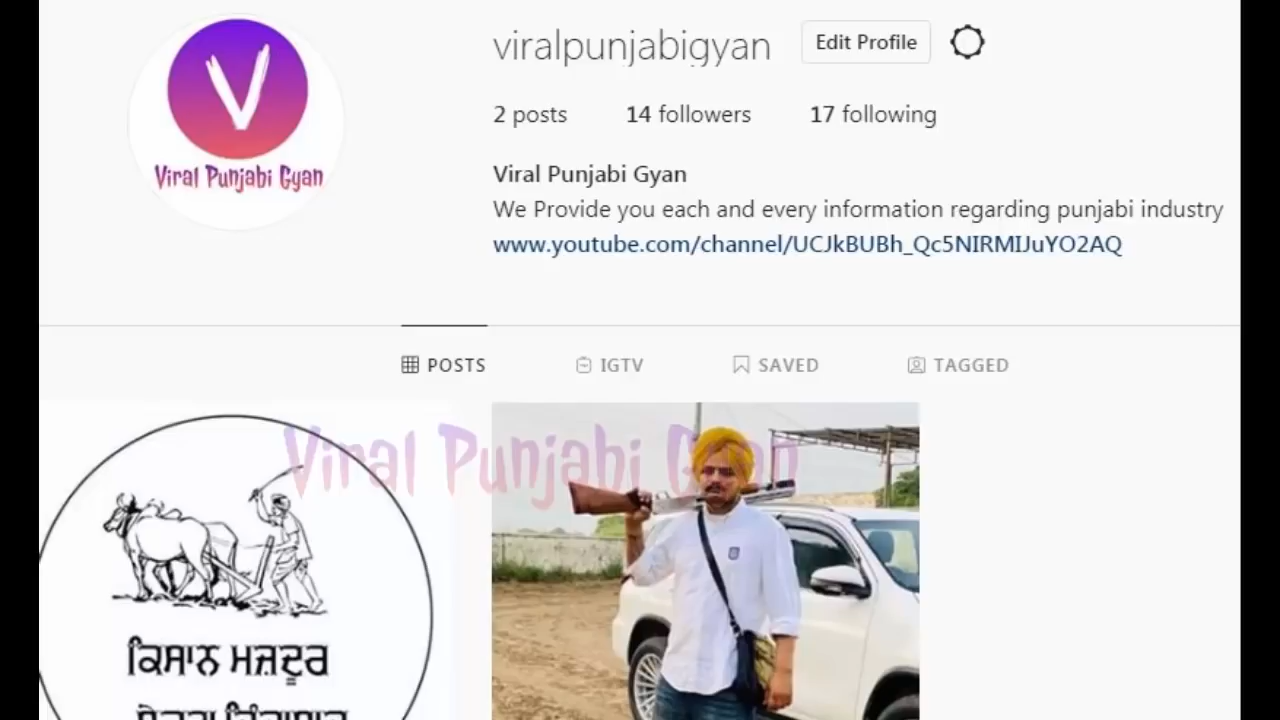 viralpunjabigyan
Edit Profile
2 posts 14 followers 17 following
V
Viral Punjabi Gyan
Viral Punjabi Gyan
We Provide you each and every information regarding punjabi industry
www.youtube.com/channel/UCJkBUBh_Qc5NIRMIJuYO2AQ
POSTS IGTV SAVED TAGGED
Viral Punjabi Gyan
ਕਿਸਾਨ ਮਜ਼ਦੂਰ